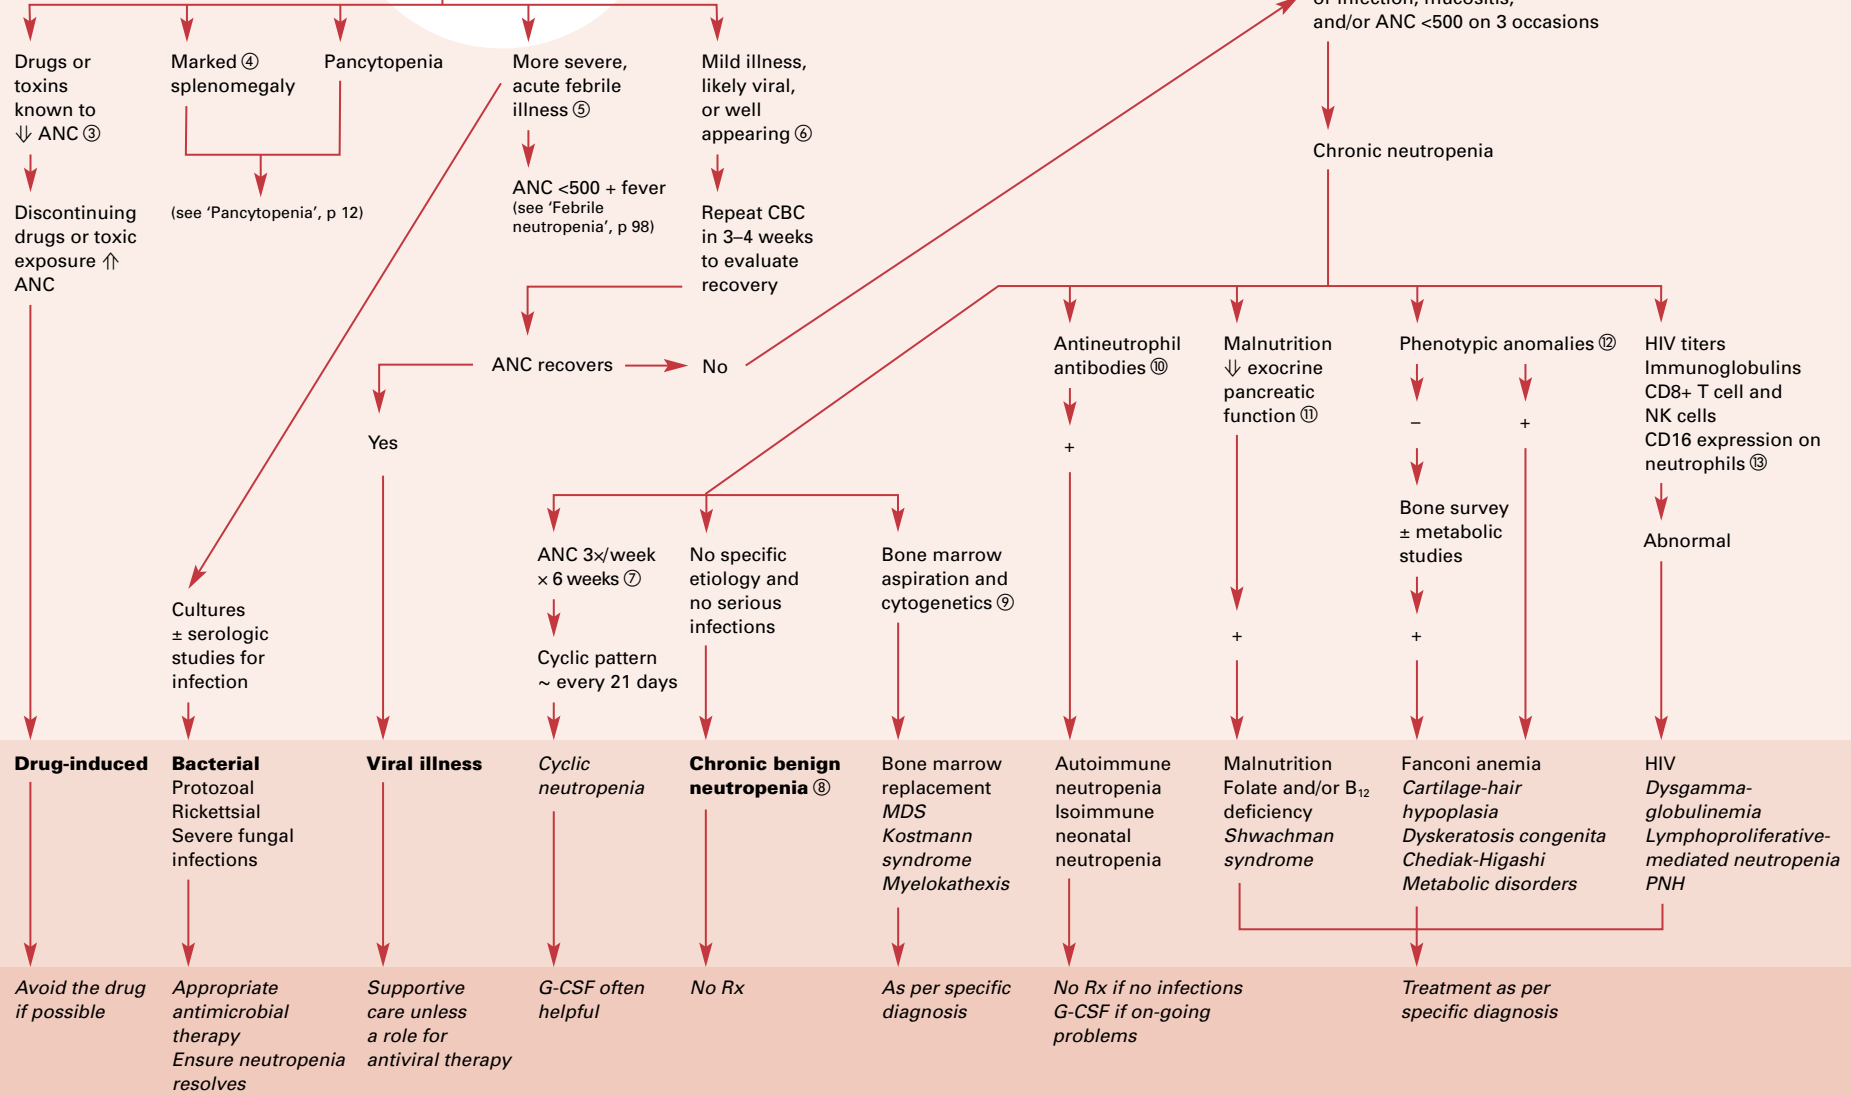 of infection, mucositis,
and/or ANC <500 on 3 occasions
Drugs or
toxins
known to
⇓ ANC ③
Marked ④
splenomegaly
Pancytopenia
More severe,
acute febrile
illness ⑤
Mild illness,
likely viral,
or well
appearing ⑥
Chronic neutropenia
Discontinuing
drugs or toxic
exposure ⇑
ANC
(see ‘Pancytopenia’, p 12)
ANC <500 + fever
(see ‘Febrile
neutropenia’, p 98)
Repeat CBC
in 3–4 weeks
to evaluate
recovery
ANC recovers
No
Yes
Antineutrophil
antibodies ⑩
+
Malnutrition
⇓ exocrine
pancreatic
function ⑪
+
Phenotypic anomalies ⑫
–
+
Bone survey
± metabolic
studies
+
HIV titers
Immunoglobulins
CD8+ T cell and
NK cells
CD16 expression on
neutrophils ⑬
Abnormal
Cultures
± serologic
studies for
infection
ANC 3×/week
× 6 weeks ⑦
Cyclic pattern
~ every 21 days
No specific
etiology and
no serious
infections
Bone marrow
aspiration and
cytogenetics ⑨
Drug-induced
Bacterial
Protozoal
Rickettsial
Severe fungal
infections
Viral illness
Cyclic
neutropenia
Chronic benign
neutropenia ⑧
Bone marrow
replacement
MDS
Kostmann
syndrome
Myelokathexis
Autoimmune
neutropenia
Isoimmune
neonatal
neutropenia
Malnutrition
Folate and/or B₁₂
deficiency
Shwachman
syndrome
Fanconi anemia
Cartilage-hair
hypoplasia
Dyskeratosis congenita
Chediak-Higashi
Metabolic disorders
HIV
Dysgamma-
globulinemia
Lymphoproliferative-
mediated neutropenia
PNH
Avoid the drug
if possible
Appropriate
antimicrobial
therapy
Ensure neutropenia
resolves
Supportive
care unless
a role for
antiviral therapy
G-CSF often
helpful
No Rx
As per specific
diagnosis
No Rx if no infections
G-CSF if on-going
problems
Treatment as per
specific diagnosis